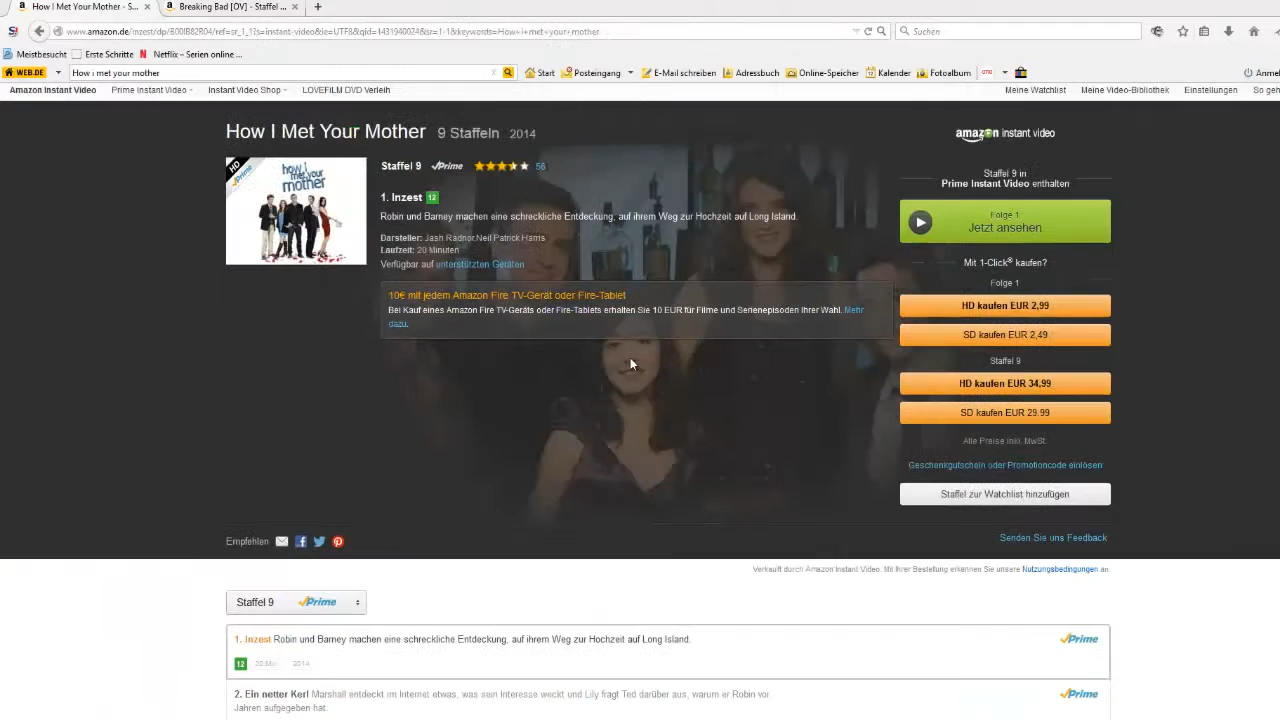 How I Met Your Mother - S... × Breaking Bad [OV] - Staffel ... × +
www.amazon.de/Inzest/dp/B00IB82R04/ref=sr_1_1?s=instant-video&ie=UTF8&qid=1431940024&sr=1-1&keywords=How+i+met+your+mother Suchen
Meistbesucht Erste Schritte Netflix – Serien online ...
WEB.DE How i met your mother Start Posteingang E-Mail schreiben Adressbuch Online-Speicher Kalender Fotoalbum Anmel
Amazon Instant Video Prime Instant Video Instant Video Shop LOVEFILM DVD Verleih Meine Watchlist Meine Video-Bibliothek Einstellungen So geh
How I Met Your Mother 9 Staffeln 2014
amazon instant video
HD Prime
how i met your mother
Staffel 9 Prime 56
Staffel 9 in
Prime Instant Video enthalten
1. Inzest 12
Robin und Barney machen eine schreckliche Entdeckung, auf ihrem Weg zur Hochzeit auf Long Island.
Folge 1
Jetzt ansehen
Darsteller: Josh Radnor, Neil Patrick Harris
Laufzeit: 20 Minuten
Verfügbar auf unterstützten Geräten
Mit 1-Click® kaufen?
Folge 1
10€ mit jedem Amazon Fire TV-Gerät oder Fire-Tablet
Bei Kauf eines Amazon Fire TV-Geräts oder Fire-Tablets erhalten Sie 10 EUR für Filme und Serienepisoden Ihrer Wahl. Mehr
dazu.
HD kaufen EUR 2,99
SD kaufen EUR 2,49
Staffel 9
HD kaufen EUR 34,99
SD kaufen EUR 29,99
Alle Preise inkl. MwSt.
Geschenkgutschein oder Promotioncode einlösen
Staffel zur Watchlist hinzufügen
Empfehlen
Senden Sie uns Feedback
Verkauft durch Amazon Instant Video. Mit Ihrer Bestellung erkennen Sie unsere Nutzungsbedingungen an.
Staffel 9 Prime
1. Inzest Robin und Barney machen eine schreckliche Entdeckung, auf ihrem Weg zur Hochzeit auf Long Island. Prime
12 20 Min. 2014
2. Ein netter Kerl Marshall entdeckt im Internet etwas, was sein Interesse weckt und Lily fragt Ted darüber aus, warum er Robin vor Prime
Jahren aufgegeben hat.